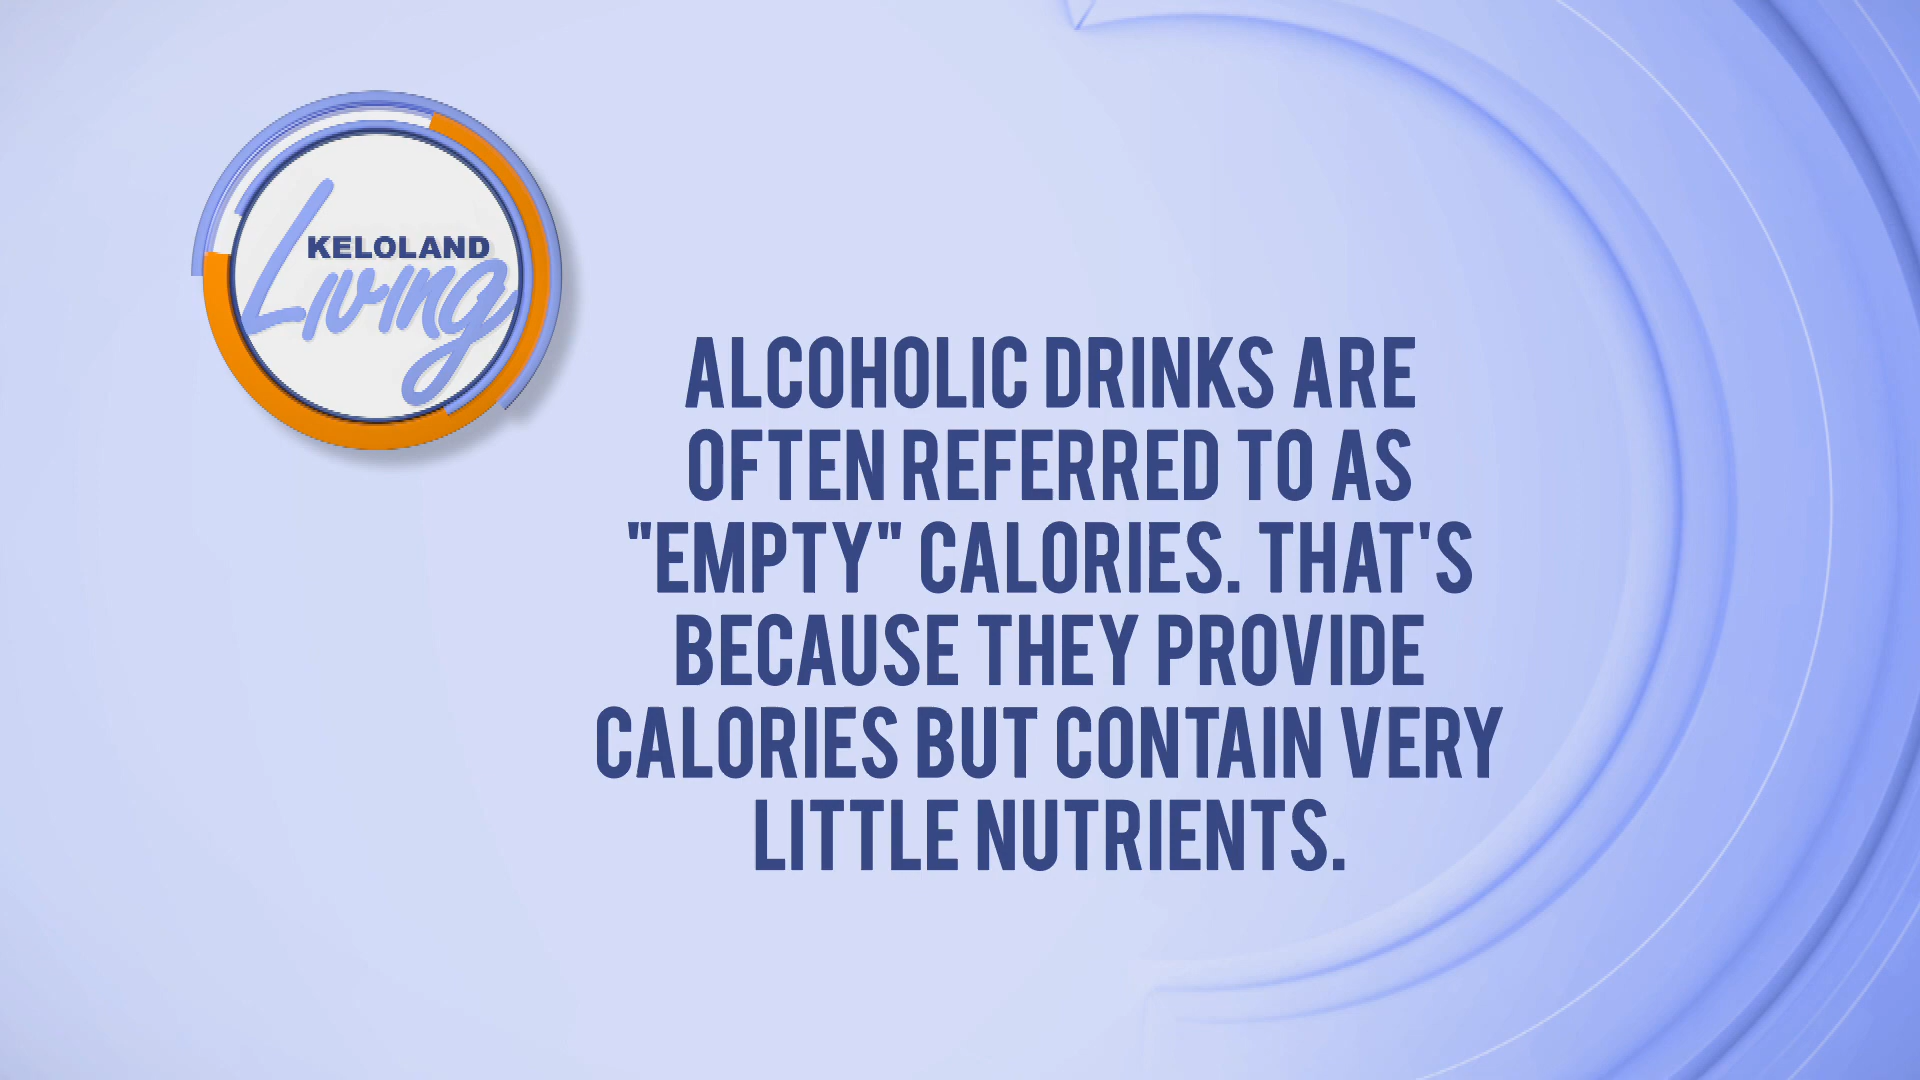 KELOLAND
Living
ALCOHOLIC DRINKS ARE
OFTEN REFERRED TO AS
"EMPTY" CALORIES. THAT'S
BECAUSE THEY PROVIDE
CALORIES BUT CONTAIN VERY
LITTLE NUTRIENTS.